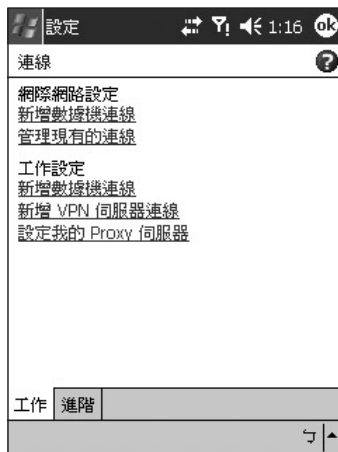 設定 1:16 ok
連線
網際網路設定
新增數據機連線
管理現有的連線
工作設定
新增數據機連線
新增 VPN 伺服器連線
設定我的 Proxy 伺服器
工作 進階
ㄅ